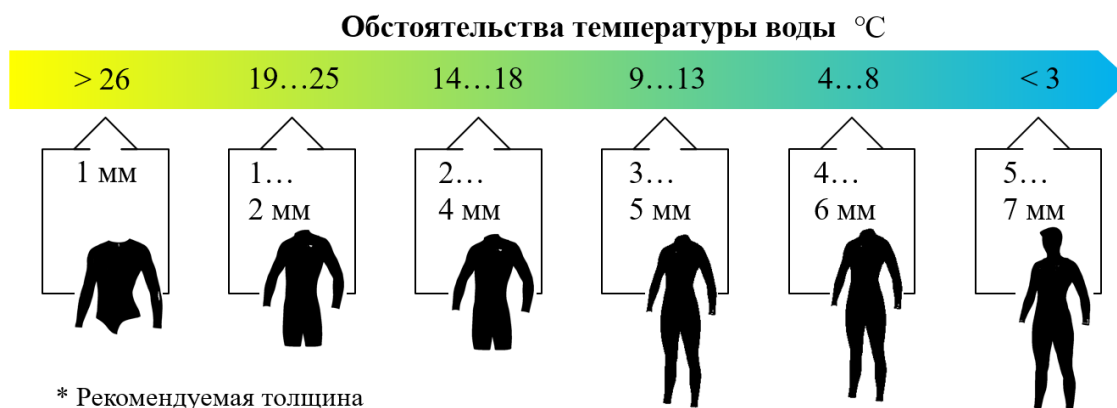 Обстоятельства температуры воды °C
> 26 19…25 14…18 9…13 4…8 < 3
1 мм 1… 2… 3… 4… 5…
2 мм 4 мм 5 мм 6 мм 7 мм
* Рекомендуемая толщина